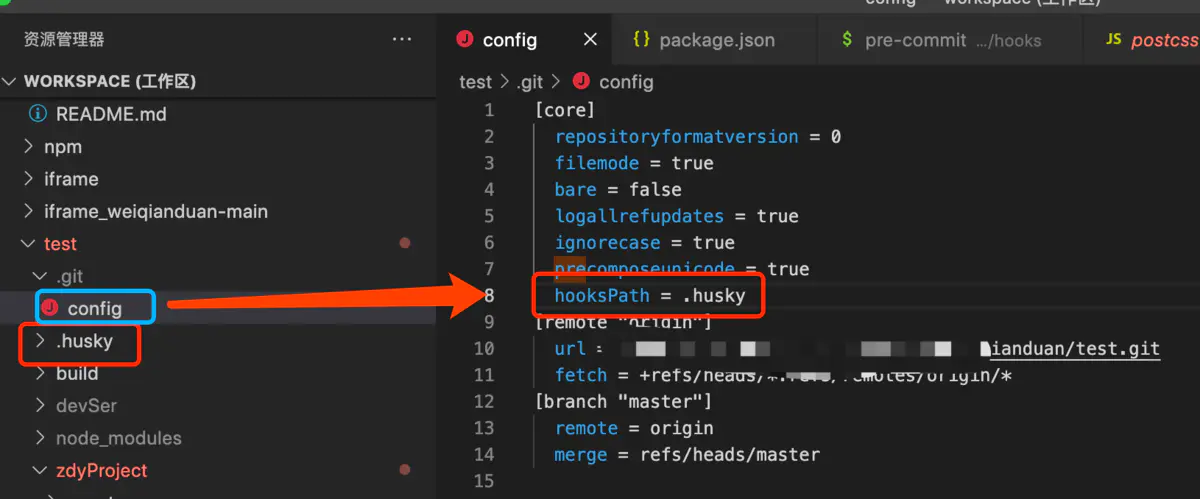 config — workspace (工作区)
资源管理器
WORKSPACE (工作区)
README.md
npm
iframe
iframe_weiqianduan-main
test
.git
config
.husky
build
devSer
node_modules
zdyProject
config
{} package.json
$ pre-commit .../hooks
JS postcss
test > .git > config
1 [core]
2 repositoryformatversion = 0
3 filemode = true
4 bare = false
5 logallrefupdates = true
6 ignorecase = true
7 precomposeunicode = true
8 hooksPath = .husky
9 [remote "origin"]
10 url = ianduan/test.git
11 fetch = +refs/heads/*:refs/remotes/origin/*
12 [branch "master"]
13 remote = origin
14 merge = refs/heads/master
15